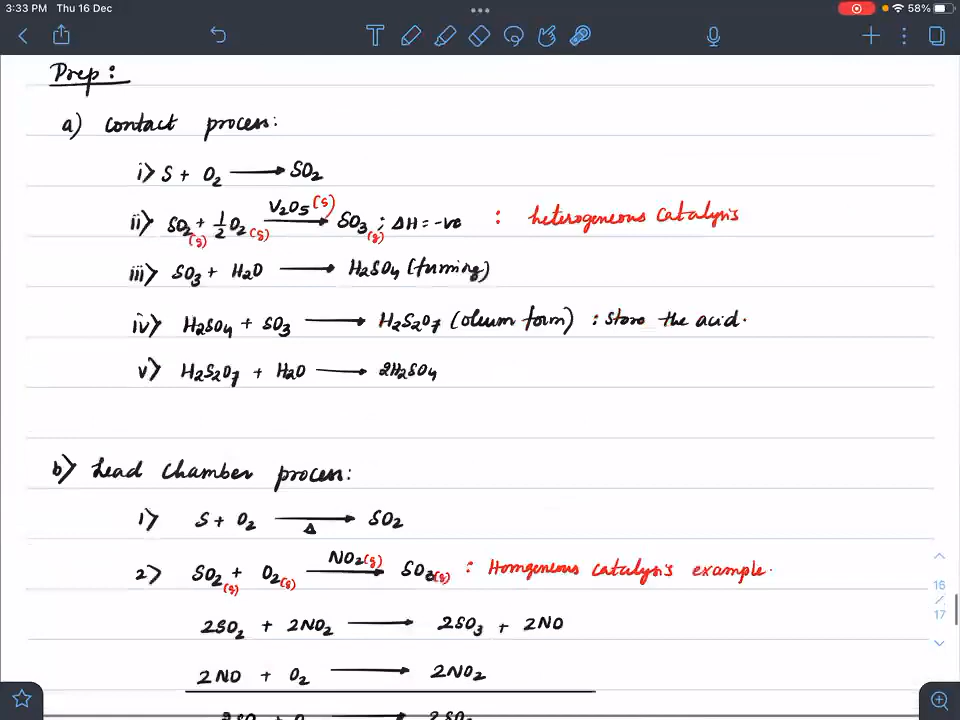 3:33 PM Thu 16 Dec
58%
Prep :
a) Contact process:
i) S + O₂ ⟶ SO₂
V₂O₅(s)
ii) SO₂(g) + ½O₂(g) ⟶ SO₃(g) ; ΔH = -ve : heterogeneous catalysis
iii) SO₃ + H₂O ⟶ H₂SO₄ (fuming)
iv) H₂SO₄ + SO₃ ⟶ H₂S₂O₇ (oleum form) : store the acid.
v) H₂S₂O₇ + H₂O ⟶ 2H₂SO₄
b) Lead Chamber process:
1) S + O₂ ⟶ SO₂
Δ
NO₂(g)
2) SO₂(g) + O₂(g) ⟶ SO₃(g) : Homgeneous catalysis example.
2SO₂ + 2NO₂ ⟶ 2SO₃ + 2NO
2NO + O₂ ⟶ 2NO₂
16
/
17